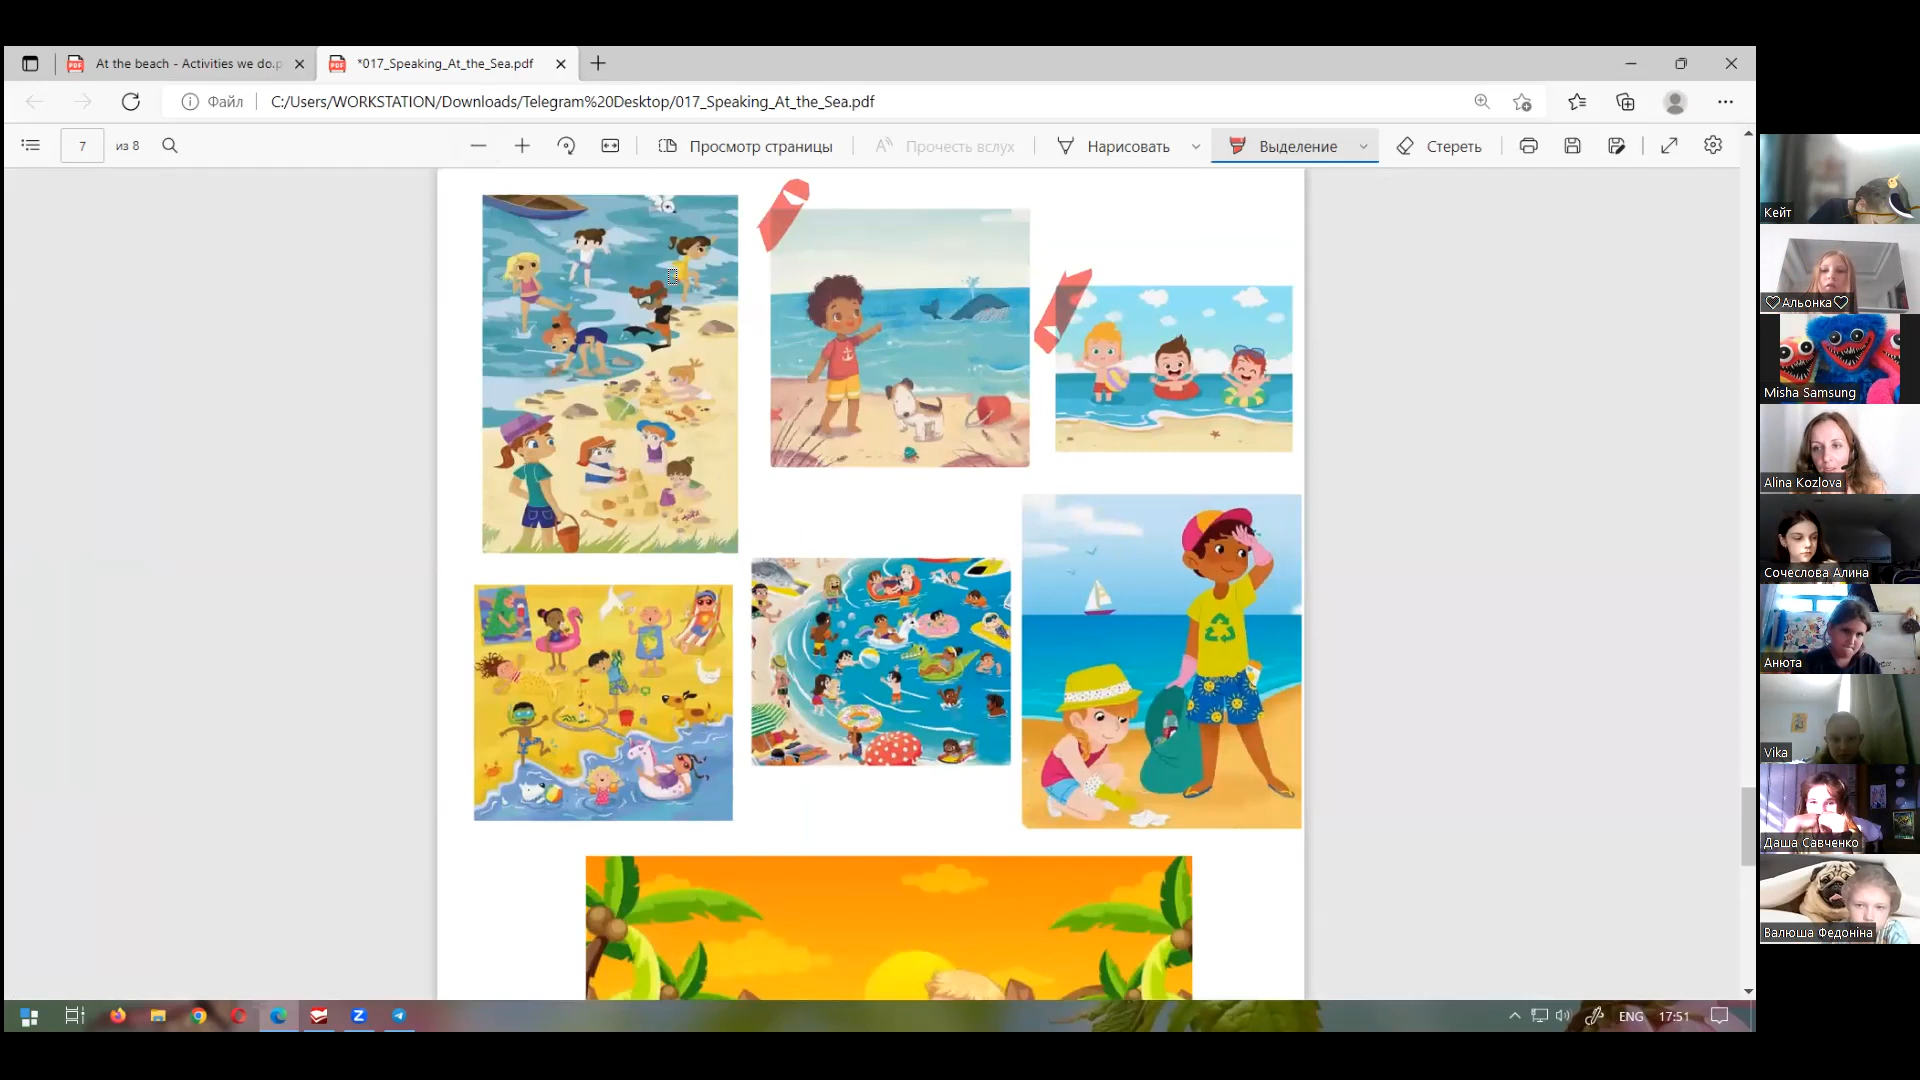 At the beach - Activities we do.p
*017_Speaking_At_the_Sea.pdf
Файл
C:/Users/WORKSTATION/Downloads/Telegram%20Desktop/017_Speaking_At_the_Sea.pdf
7
из 8
Просмотр страницы
Прочесть вслух
Нарисовать
Выделение
Стереть
Кейт
♡Альонка♡
Misha Samsung
Alina Kozlova
Сочеслова Алина
Анюта
Vika
Даша Савченко
Валюша Федоніна
ENG
17:51